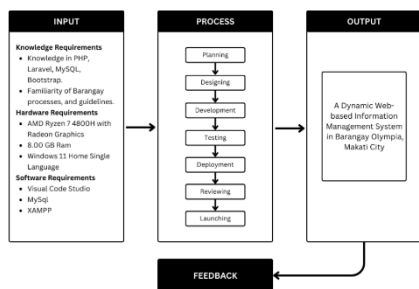 INPUT
Knowledge Requirements
Knowledge in PHP,
Laravel, MySQL,
Bootstrap.
Familiarity of Barangay
processes, and guidelines.
Hardware Requirements
AMD Ryzen 7 4800H with
Radeon Graphics
8.00 GB Ram
Windows 11 Home Single
Language
Software Requirements
Visual Code Studio
MySql
XAMPP
PROCESS
Planning
Designing
Development
Testing
Deployment
Reviewing
Launching
OUTPUT
A Dynamic Web-
based Information
Management System
in Barangay Olympia,
Makati City
FEEDBACK